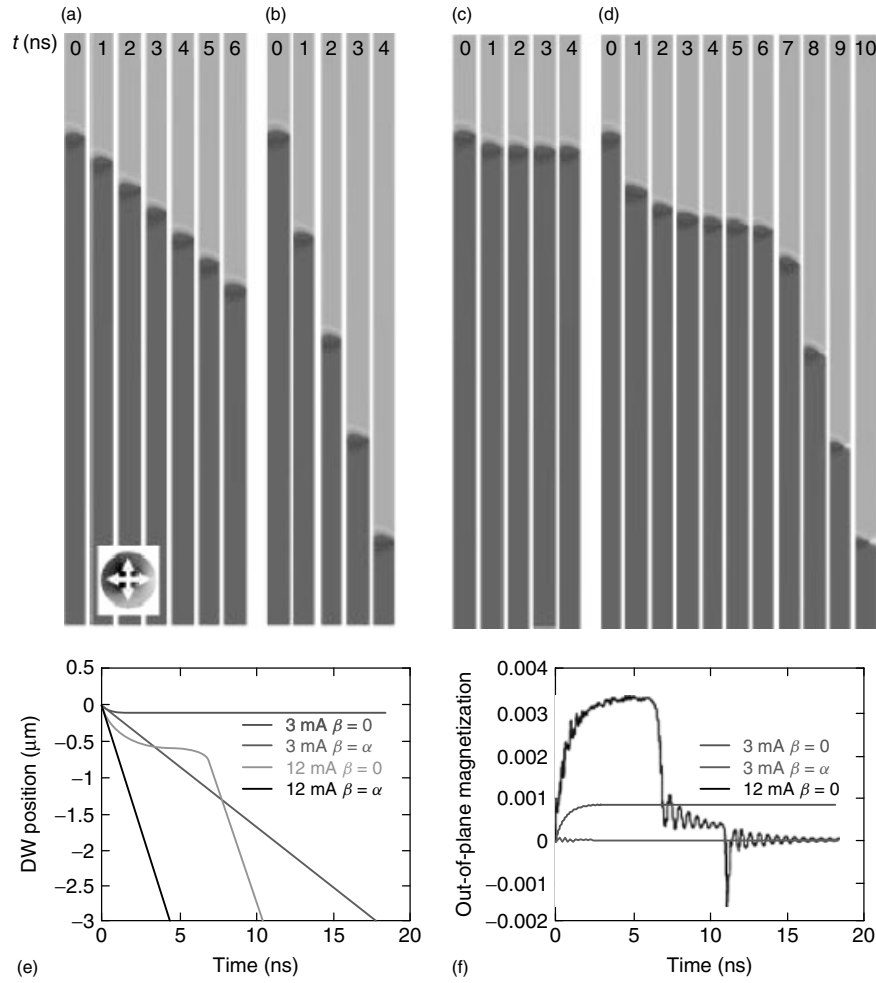 (a) (b) (c) (d)
t (ns) 0 1 2 3 4 5 6 0 1 2 3 4 0 1 2 3 4 0 1 2 3 4 5 6 7 8 9 10
0.5
0
−0.5
−1
−1.5
−2
−2.5
−3
DW position (μm)
3 mA β = 0
3 mA β = α
12 mA β = 0
12 mA β = α
0 5 10 15 20
Time (ns)
(e)
0.004
0.003
0.002
0.001
0
−0.001
−0.002
Out-of-plane magnetization
3 mA β = 0
3 mA β = α
12 mA β = 0
0 5 10 15 20
Time (ns)
(f)